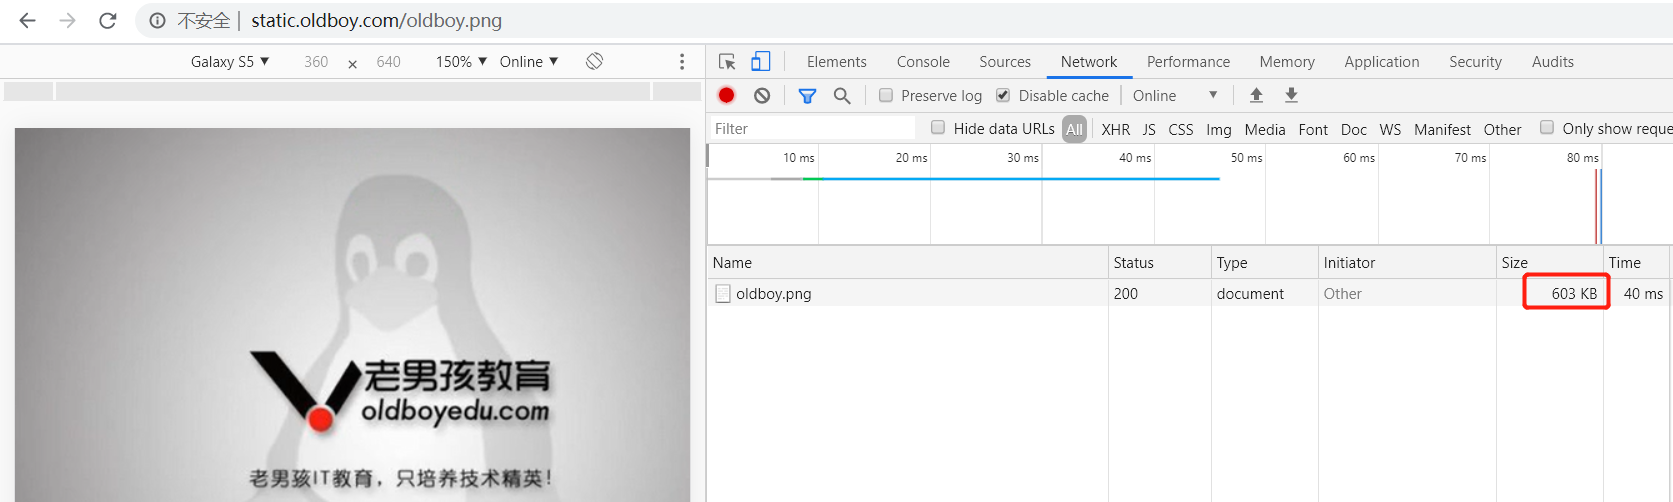 不安全 | static.oldboy.com/oldboy.png
Galaxy S5 ▼ 360 × 640 150% ▼ Online ▼
Elements Console Sources Network Performance Memory Application Security Audits
Preserve log Disable cache Online ▼
Filter Hide data URLs All XHR JS CSS Img Media Font Doc WS Manifest Other Only show reque
10 ms 20 ms 30 ms 40 ms 50 ms 60 ms 70 ms 80 ms
Name Status Type Initiator Size Time
oldboy.png 200 document Other 603 KB 40 ms
老男孩教育
oldboyedu.com
老男孩IT教育，只培养技术精英！